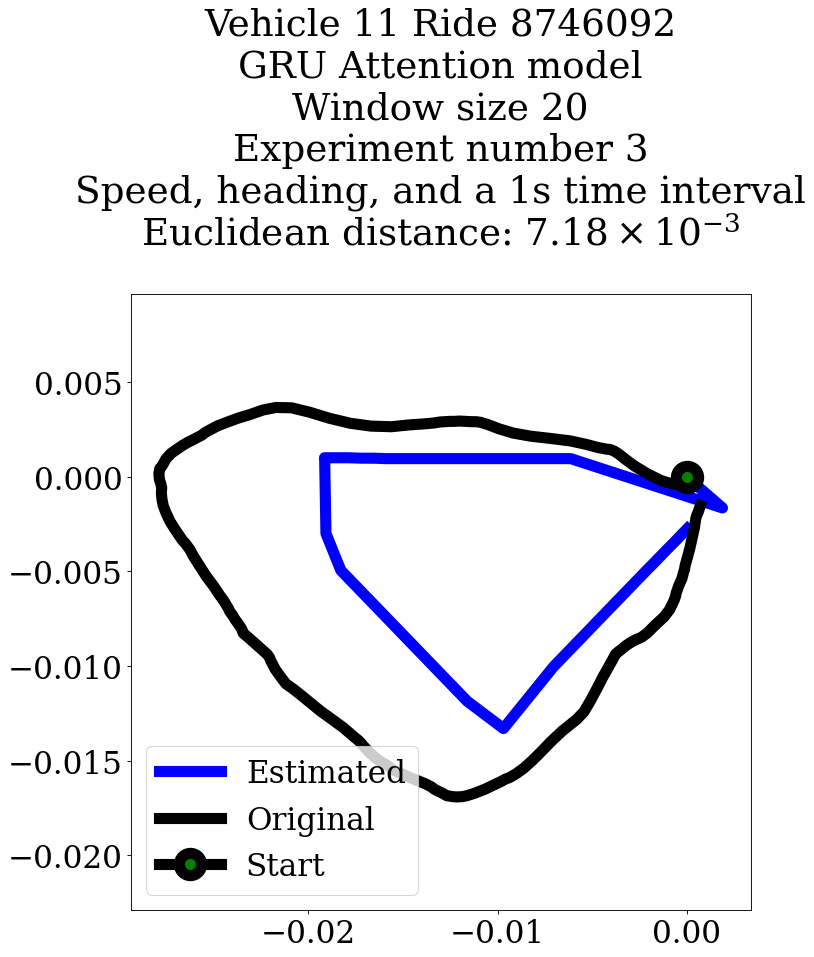 Vehicle 11 Ride 8746092
GRU Attention model
Window size 20
Experiment number 3
Speed, heading, and a 1s time interval
Euclidean distance: 7.18 × 10⁻³
0.005
0.000
−0.005
−0.010
−0.015
−0.020
Estimated
Original
Start
−0.02
−0.01
0.00